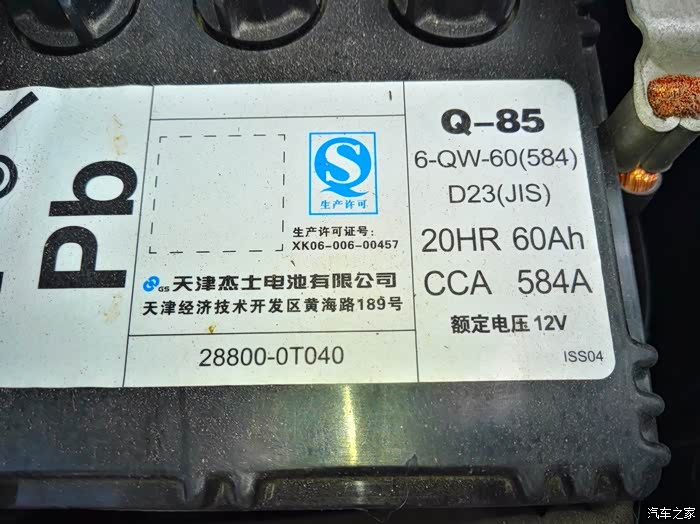 Pb
生产许可
生产许可证号:
XK06-006-00457
GS 天津杰士电池有限公司
天津经济技术开发区黄海路189号
28800-0T040
Q-85
6-QW-60(584)
D23(JIS)
20HR 60Ah
CCA 584A
额定电压 12V
ISS04
汽车之家